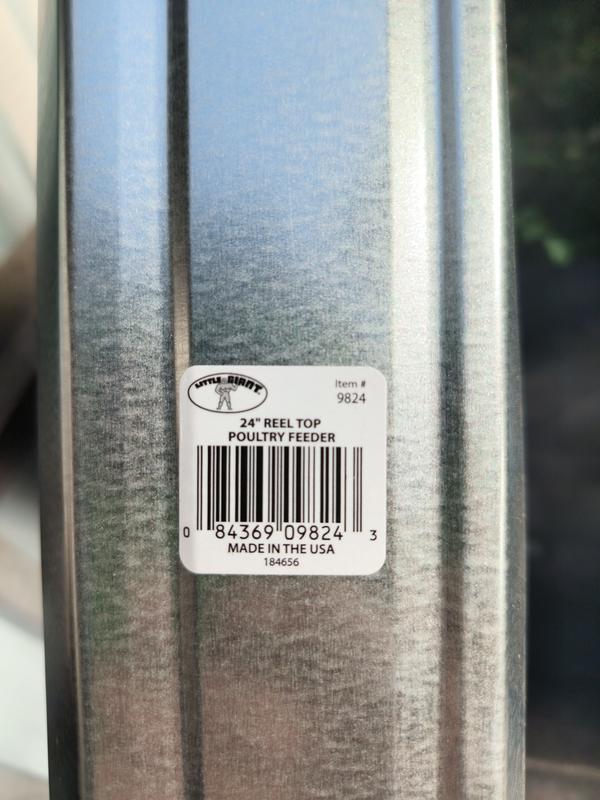 LITTLE GIANT
Item #
9824
24" REEL TOP
POULTRY FEEDER
0 84369 09824 3
MADE IN THE USA
184656